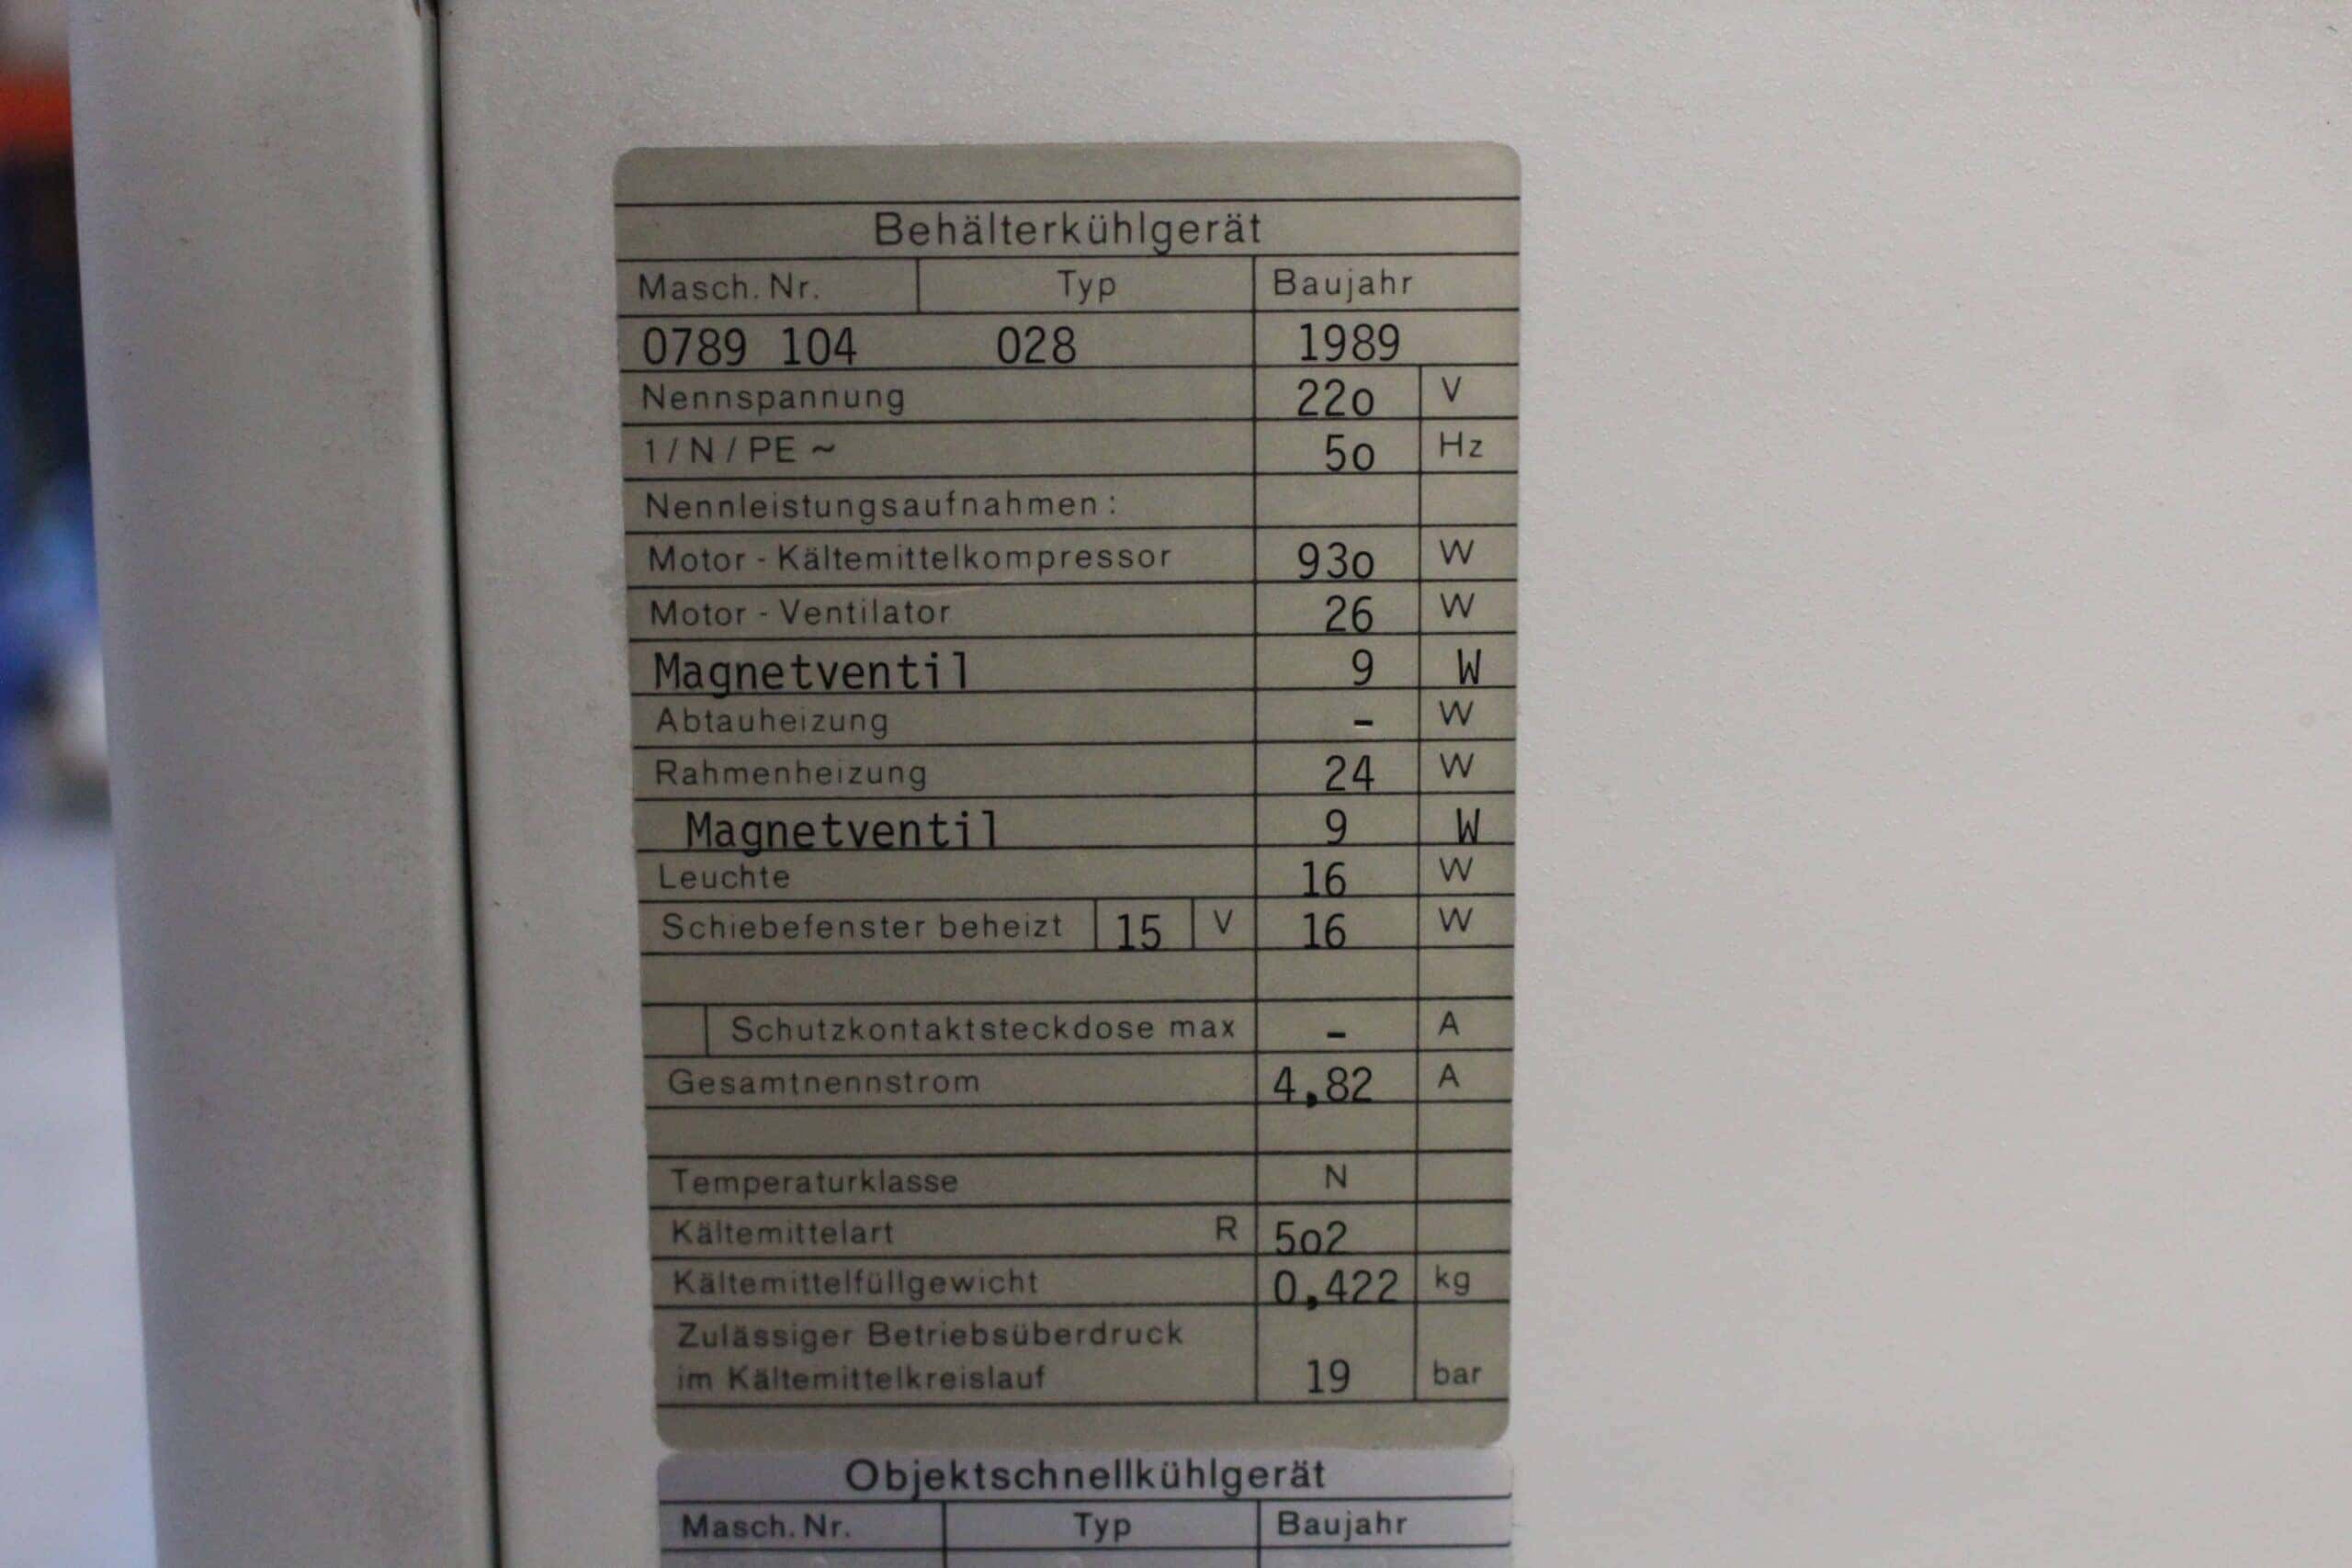 Behälterkühlgerät
Masch. Nr. Typ Baujahr
0789 104 028 1989
Nennspannung 22o V
1/N/PE ~ 5o Hz
Nennleistungsaufnahmen:
Motor - Kältemittelkompressor 93o W
Motor - Ventilator 26 W
Magnetventil 9 W
Abtauheizung - W
Rahmenheizung 24 W
Magnetventil 9 W
Leuchte 16 W
Schiebefenster beheizt 15 V 16 W
Schutzkontaktsteckdose max - A
Gesamtnennstrom 4,82 A
Temperaturklasse N
Kältemittelart R 5o2
Kältemittelfüllgewicht 0,422 kg
Zulässiger Betriebsüberdruck
im Kältemittelkreislauf 19 bar
Objektschnellkühlgerät
Masch. Nr. Typ Baujahr